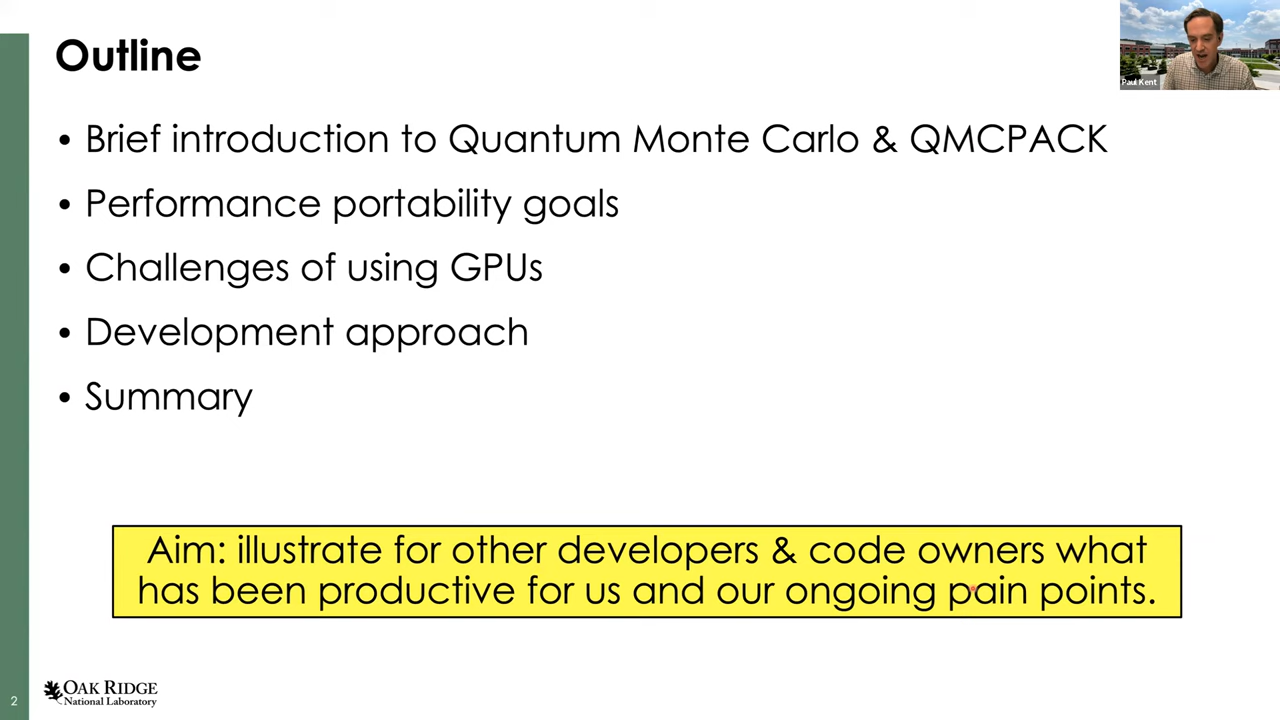 Outline
Paul Kent
• Brief introduction to Quantum Monte Carlo & QMCPACK
• Performance portability goals
• Challenges of using GPUs
• Development approach
• Summary
Aim: illustrate for other developers & code owners what
has been productive for us and our ongoing pain points.
2
OAK RIDGE
National Laboratory